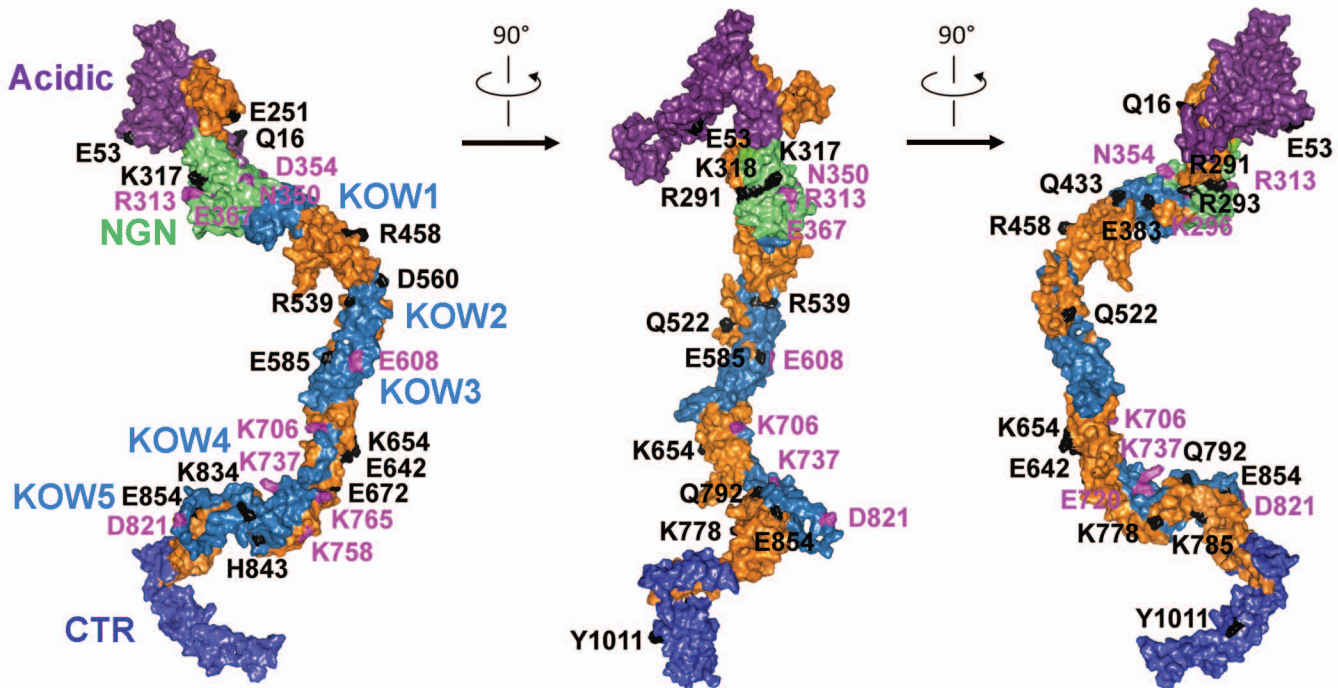 90°
90°
Acidic
E251
Q16
E53
K317
D354
R313
N350
E367
NGN
KOW1
R458
D560
R539
KOW2
E585
E608
KOW3
K706
KOW4
K654
K737
E642
K834
KOW5
E854
E672
D821
K765
K758
H843
CTR
E53
K317
K318
N350
R291
R313
E367
R539
Q522
E585
E608
K706
K654
K737
Q792
D821
K778
E854
Y1011
Q16
E53
N354
R291
Q433
R313
R293
R458
E383
K296
Q522
K706
K654
K737
Q792
E642
E854
E720
D821
K778
K785
Y1011